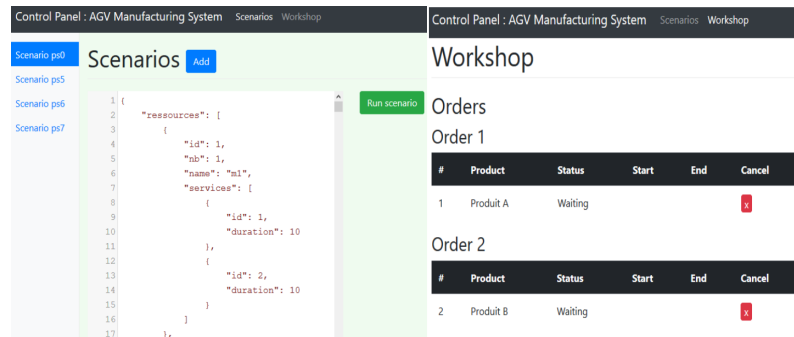 Control Panel : AGV Manufacturing System Scenarios Workshop
Scenario ps0
Scenario ps5
Scenario ps6
Scenario ps7
Scenarios Add
Run scenario
1 {
2 "ressources": [
3 {
4 "id": 1,
5 "nb": 1,
6 "name": "m1",
7 "services": [
8 {
9 "id": 1,
10 "duration": 10
11 },
12 {
13 "id": 2,
14 "duration": 10
15 }
16 ]
17 },
Control Panel : AGV Manufacturing System Scenarios Workshop
Workshop
Orders
Order 1
# Product Status Start End Cancel
1 Produit A Waiting x
Order 2
# Product Status Start End Cancel
2 Produit B Waiting x